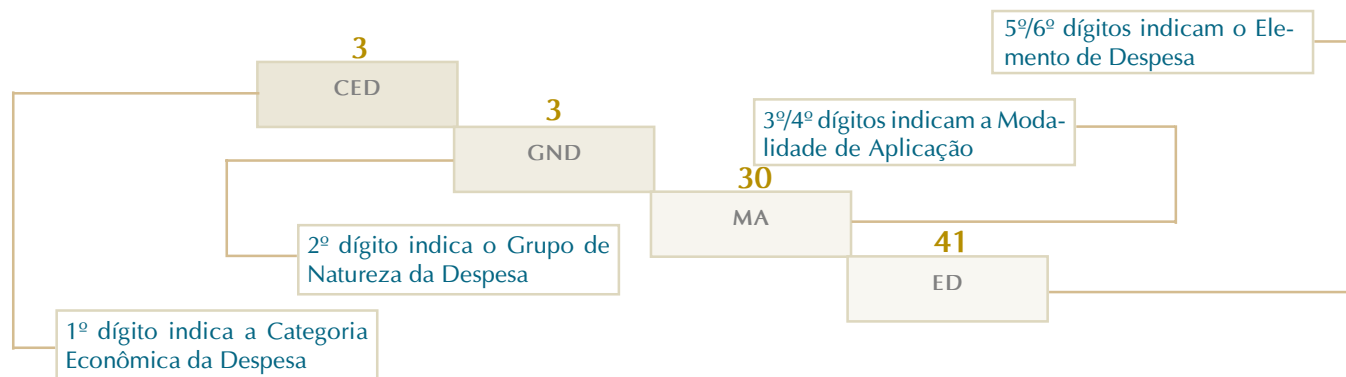 5º/6º dígitos indicam o Ele-
mento de Despesa
3
CED
3
GND
3º/4º dígitos indicam a Moda-
lidade de Aplicação
30
MA
2º dígito indica o Grupo de
Natureza da Despesa
41
ED
1º dígito indica a Categoria
Econômica da Despesa